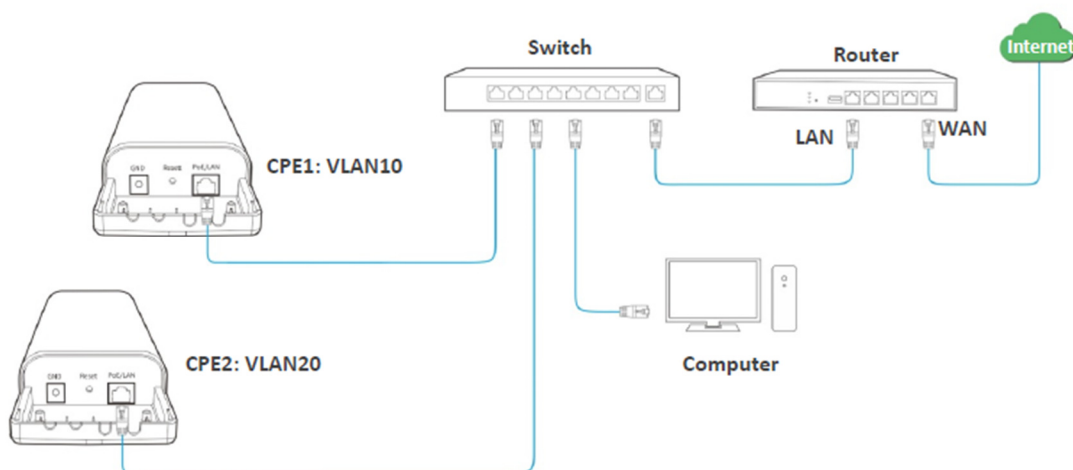 Switch
Router
Internet
LAN
WAN
CPE1: VLAN10
GND Reset PoE/LAN
CPE2: VLAN20
GND Reset PoE/LAN
Computer